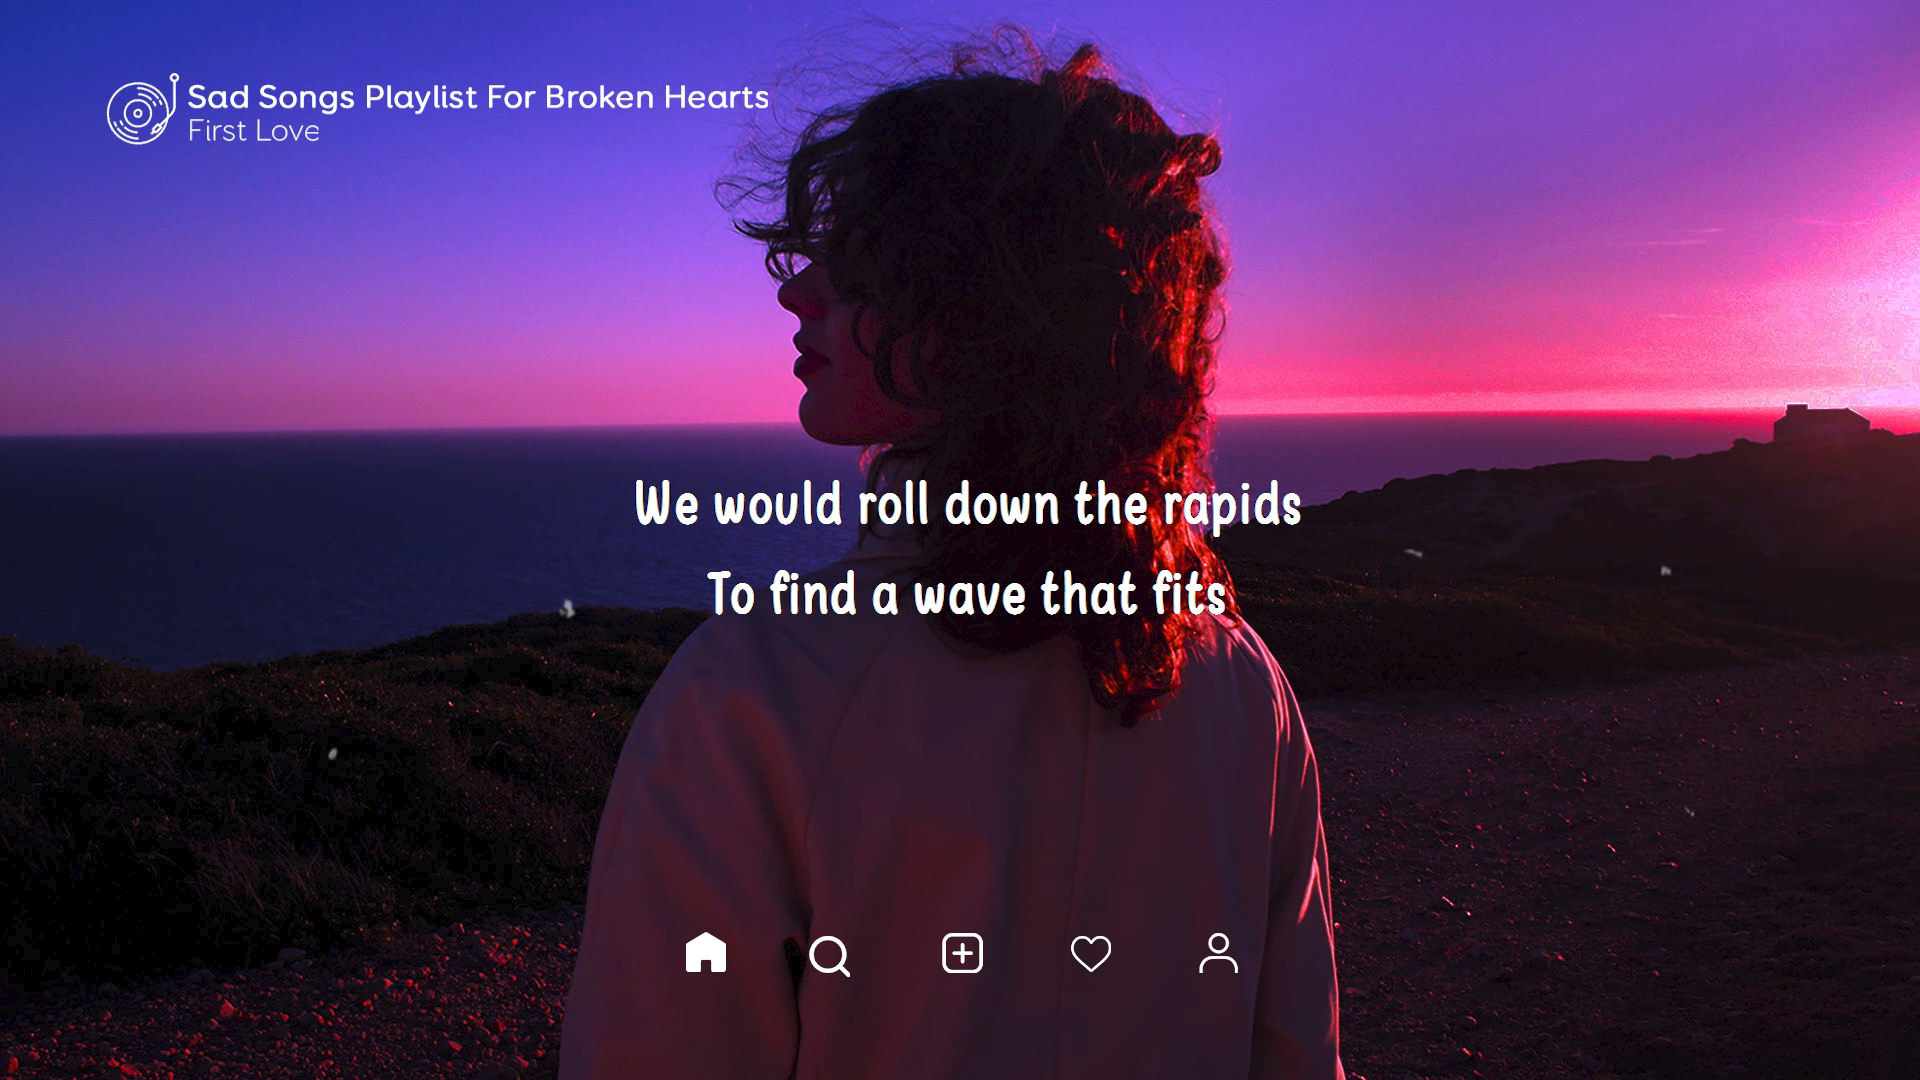 Sad Songs Playlist For Broken Hearts
First Love
We would roll down the rapids
To find a wave that fits